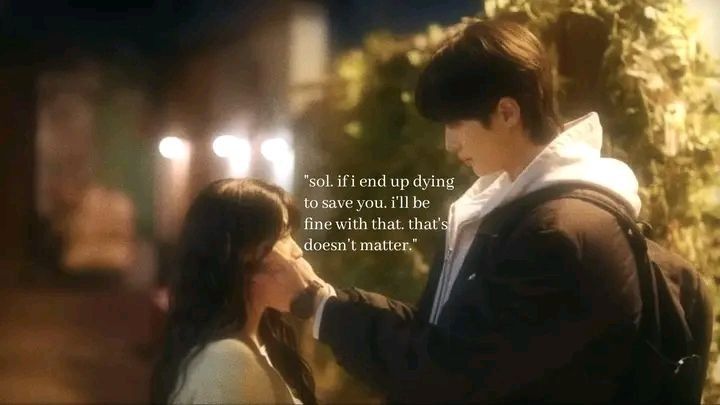 "sol. if i end up dying
to save you. i'll be
fine with that. that's
doesn't matter."